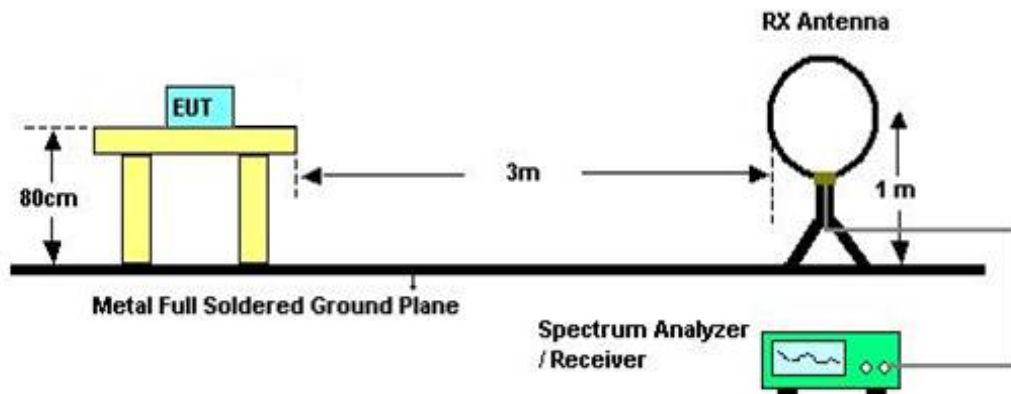 RX Antenna
EUT
3m
80cm
1 m
Metal Full Soldered Ground Plane
Spectrum Analyzer
/ Receiver